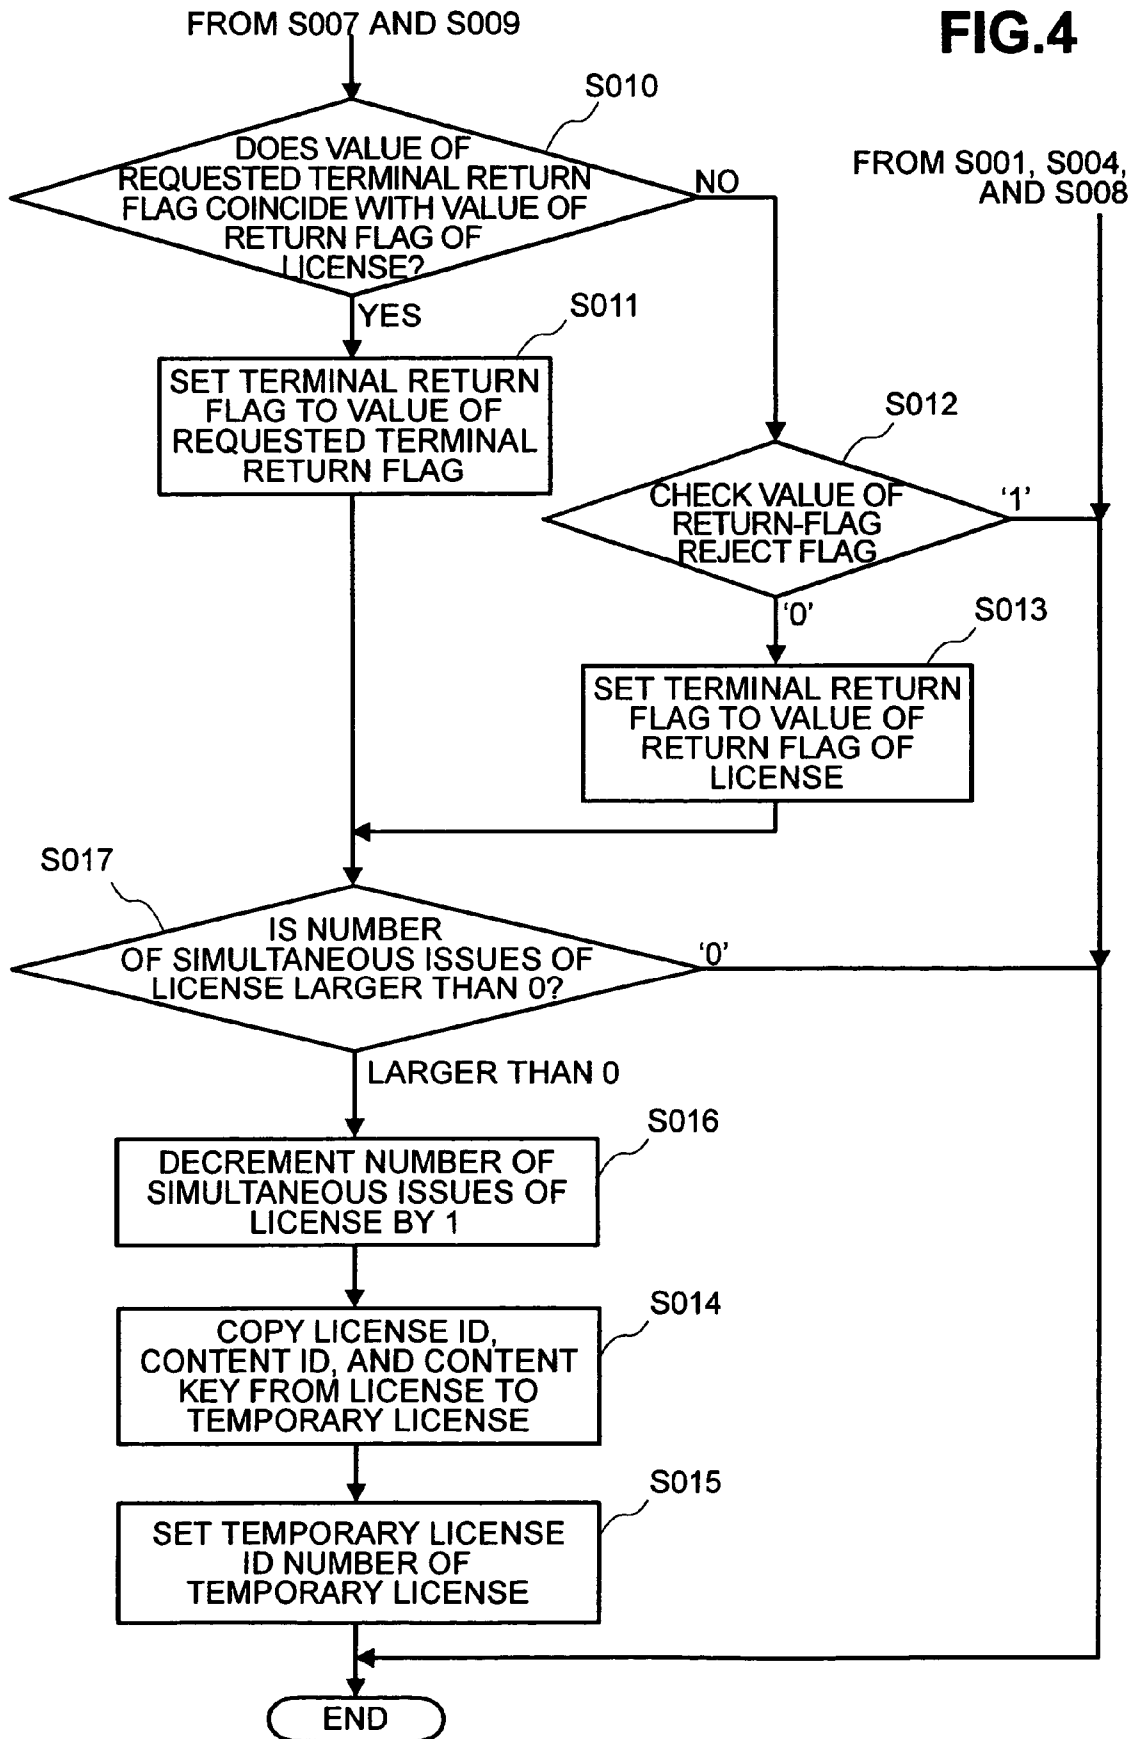 FROM S007 AND S009
FIG.4
S010
DOES VALUE OF
REQUESTED TERMINAL RETURN
FLAG COINCIDE WITH VALUE OF
RETURN FLAG OF
LICENSE?
NO
FROM S001, S004,
AND S008
YES
S011
SET TERMINAL RETURN
FLAG TO VALUE OF
REQUESTED TERMINAL
RETURN FLAG
S012
CHECK VALUE OF
RETURN-FLAG
REJECT FLAG
'1'
'0'
S013
SET TERMINAL RETURN
FLAG TO VALUE OF
RETURN FLAG OF
LICENSE
S017
IS NUMBER
OF SIMULTANEOUS ISSUES OF
LICENSE LARGER THAN 0?
'0'
LARGER THAN 0
S016
DECREMENT NUMBER OF
SIMULTANEOUS ISSUES OF
LICENSE BY 1
S014
COPY LICENSE ID,
CONTENT ID, AND CONTENT
KEY FROM LICENSE TO
TEMPORARY LICENSE
S015
SET TEMPORARY LICENSE
ID NUMBER OF
TEMPORARY LICENSE
END